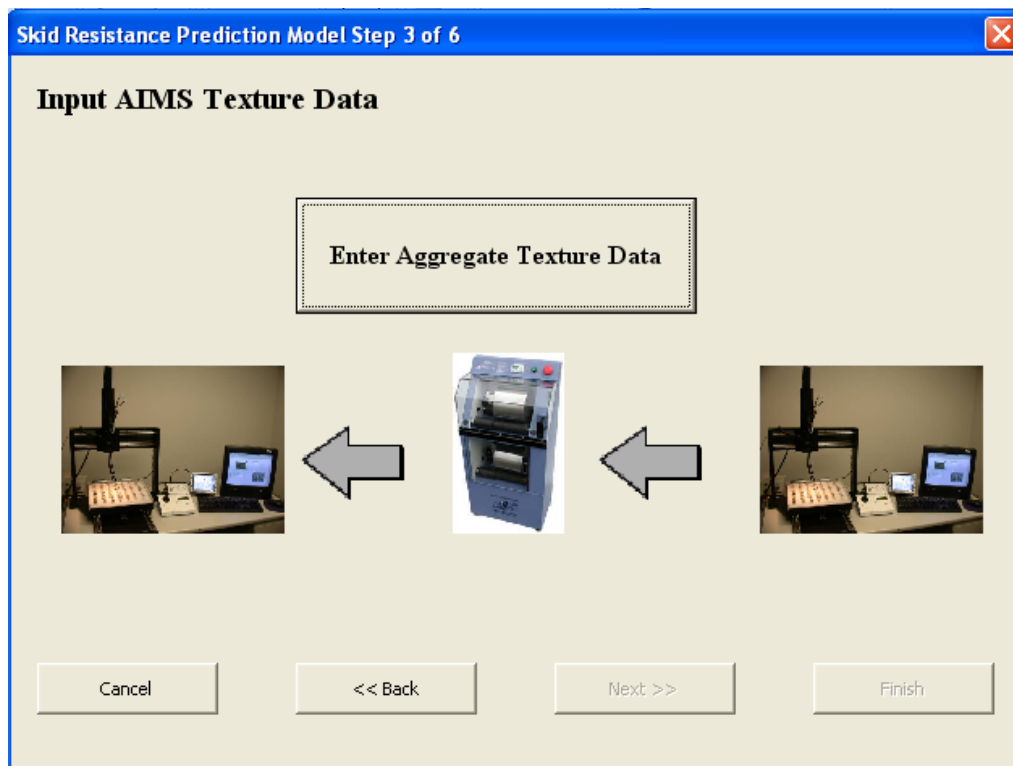 Skid Resistance Prediction Model Step 3 of 6
Input AIMS Texture Data
Enter Aggregate Texture Data
Cancel
<< Back
Next >>
Finish